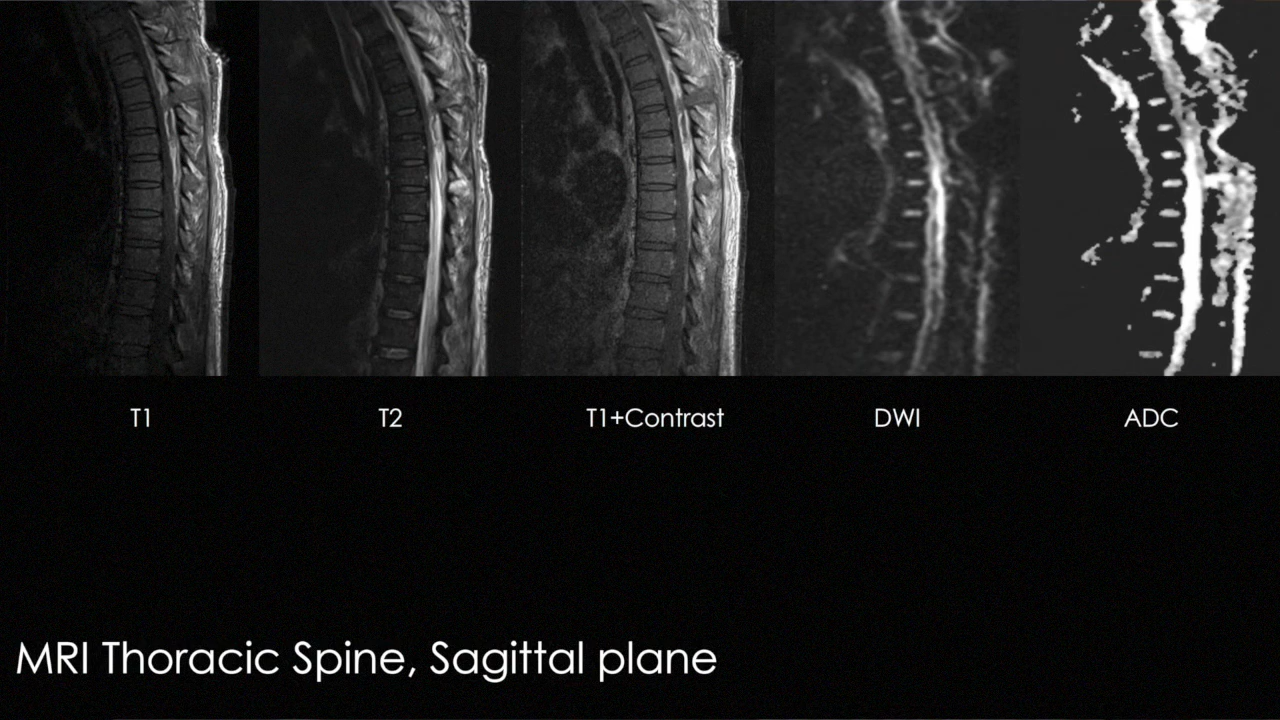 T1
T2
T1+Contrast
DWI
ADC
MRI Thoracic Spine, Sagittal plane